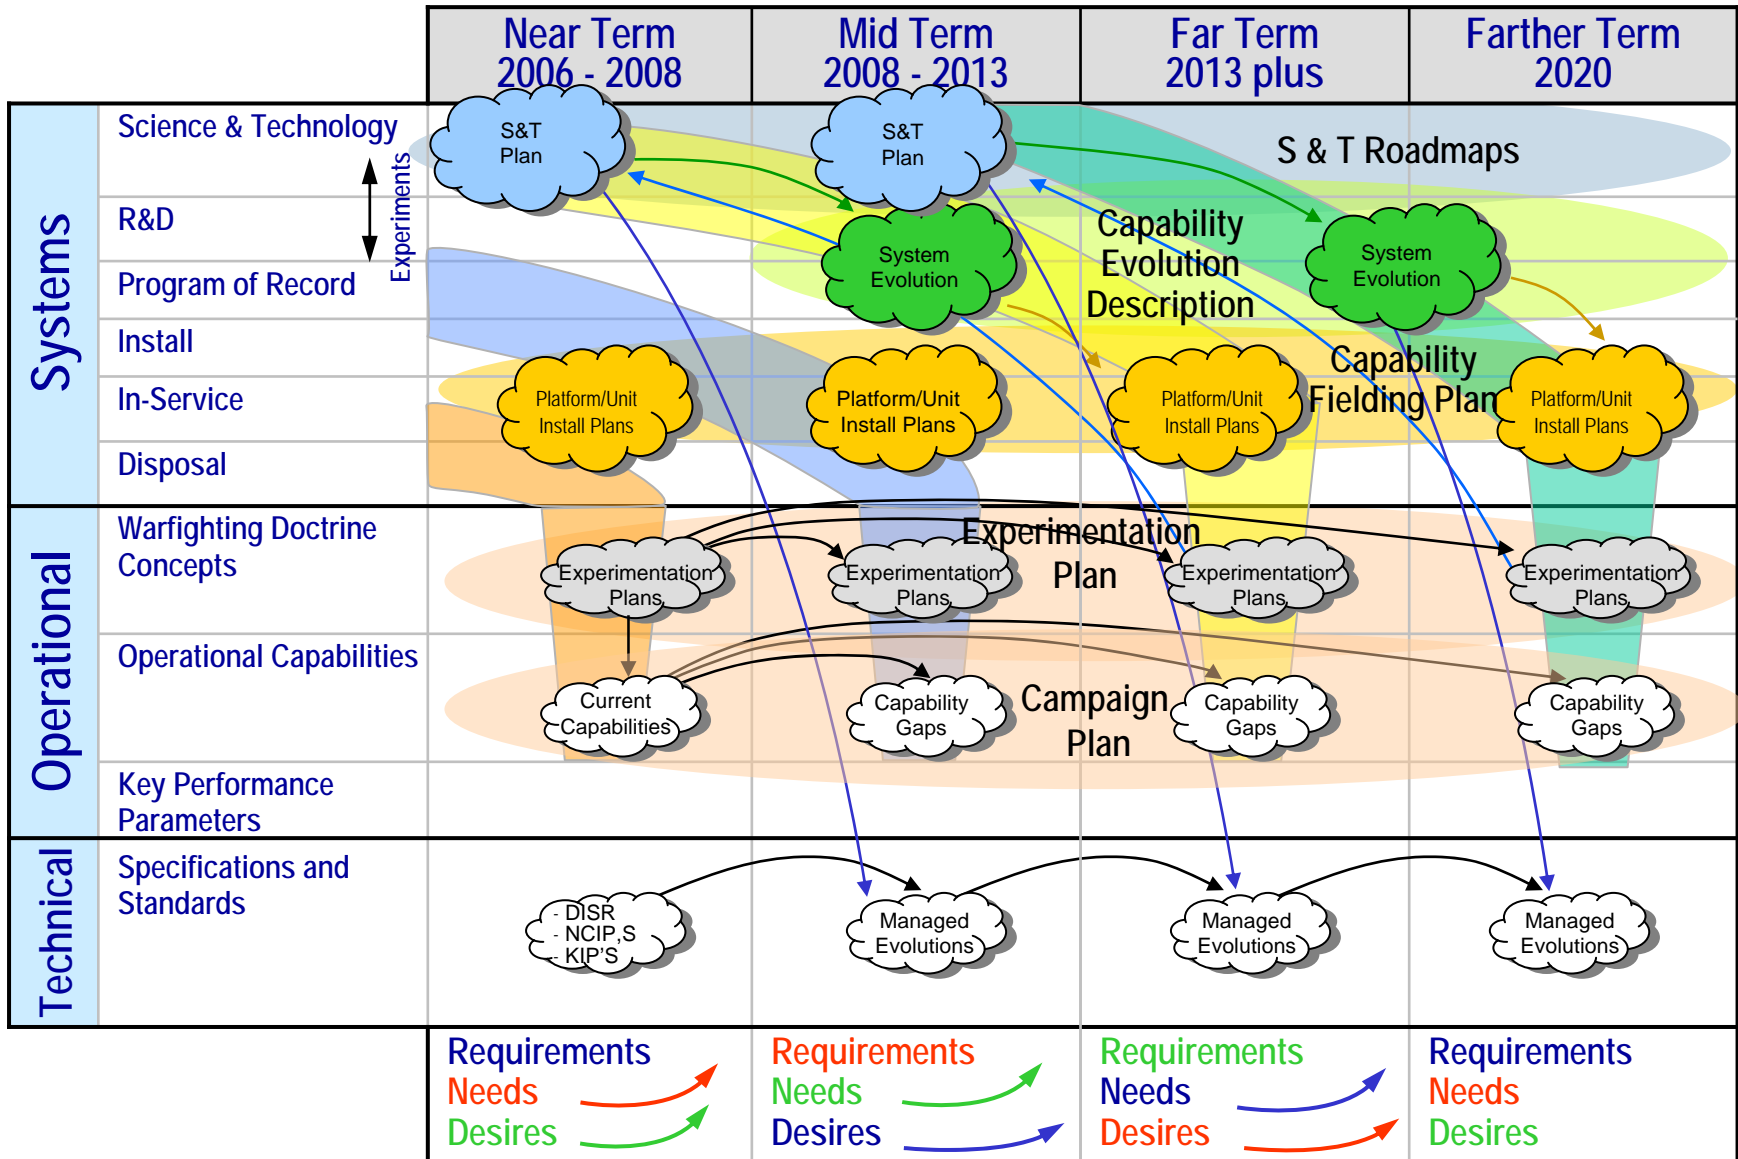 Near Term
2006 - 2008
Mid Term
2008 - 2013
Far Term
2013 plus
Farther Term
2020
Systems
Science & Technology
Experiments
R&D
Program of Record
Install
In-Service
Disposal
S&T
Plan
S&T
Plan
S & T Roadmaps
System
Evolution
Capability
Evolution
Description
System
Evolution
Capability
Fielding Plan
Platform/Unit
Install Plans
Platform/Unit
Install Plans
Platform/Unit
Install Plans
Platform/Unit
Install Plans
Operational
Warfighting Doctrine
Concepts
Operational Capabilities
Key Performance
Parameters
Experimentation
Plan
Experimentation
Plans
Experimentation
Plans
Experimentation
Plans
Experimentation
Plans
Current
Capabilities
Capability
Gaps
Campaign
Plan
Capability
Gaps
Capability
Gaps
Technical
Specifications and
Standards
- DISR
- NCIP,S
- KIP'S
Managed
Evolutions
Managed
Evolutions
Managed
Evolutions
Requirements
Needs
Desires
Requirements
Needs
Desires
Requirements
Needs
Desires
Requirements
Needs
Desires